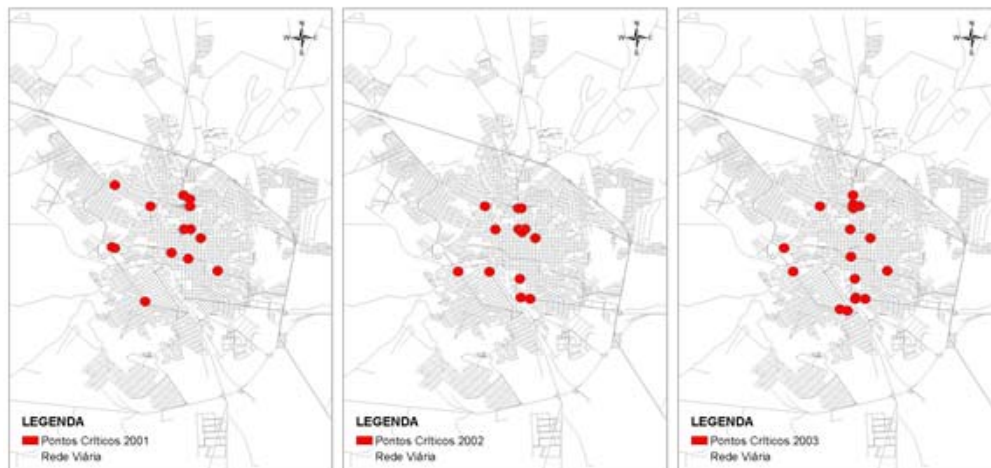 N
W E
S
LEGENDA
Pontos Críticos 2001
Rede Viária
N
W E
S
LEGENDA
Pontos Críticos 2002
Rede Viária
N
W E
S
LEGENDA
Pontos Críticos 2003
Rede Viária